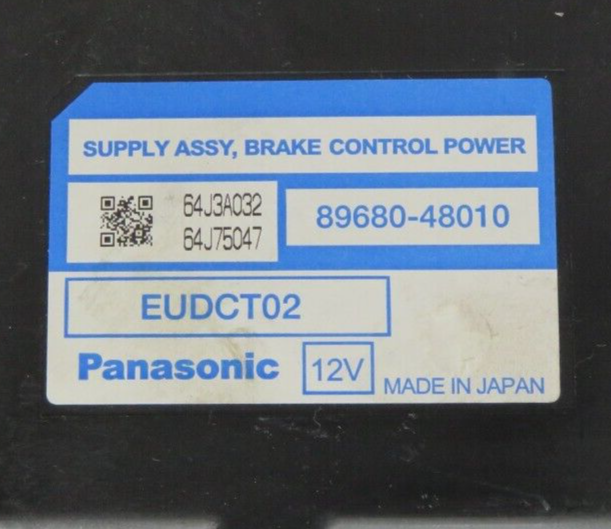 SUPPLY ASSY, BRAKE CONTROL POWER
64J3A032
64J75047
89680-48010
EUDCT02
Panasonic
12V
MADE IN JAPAN